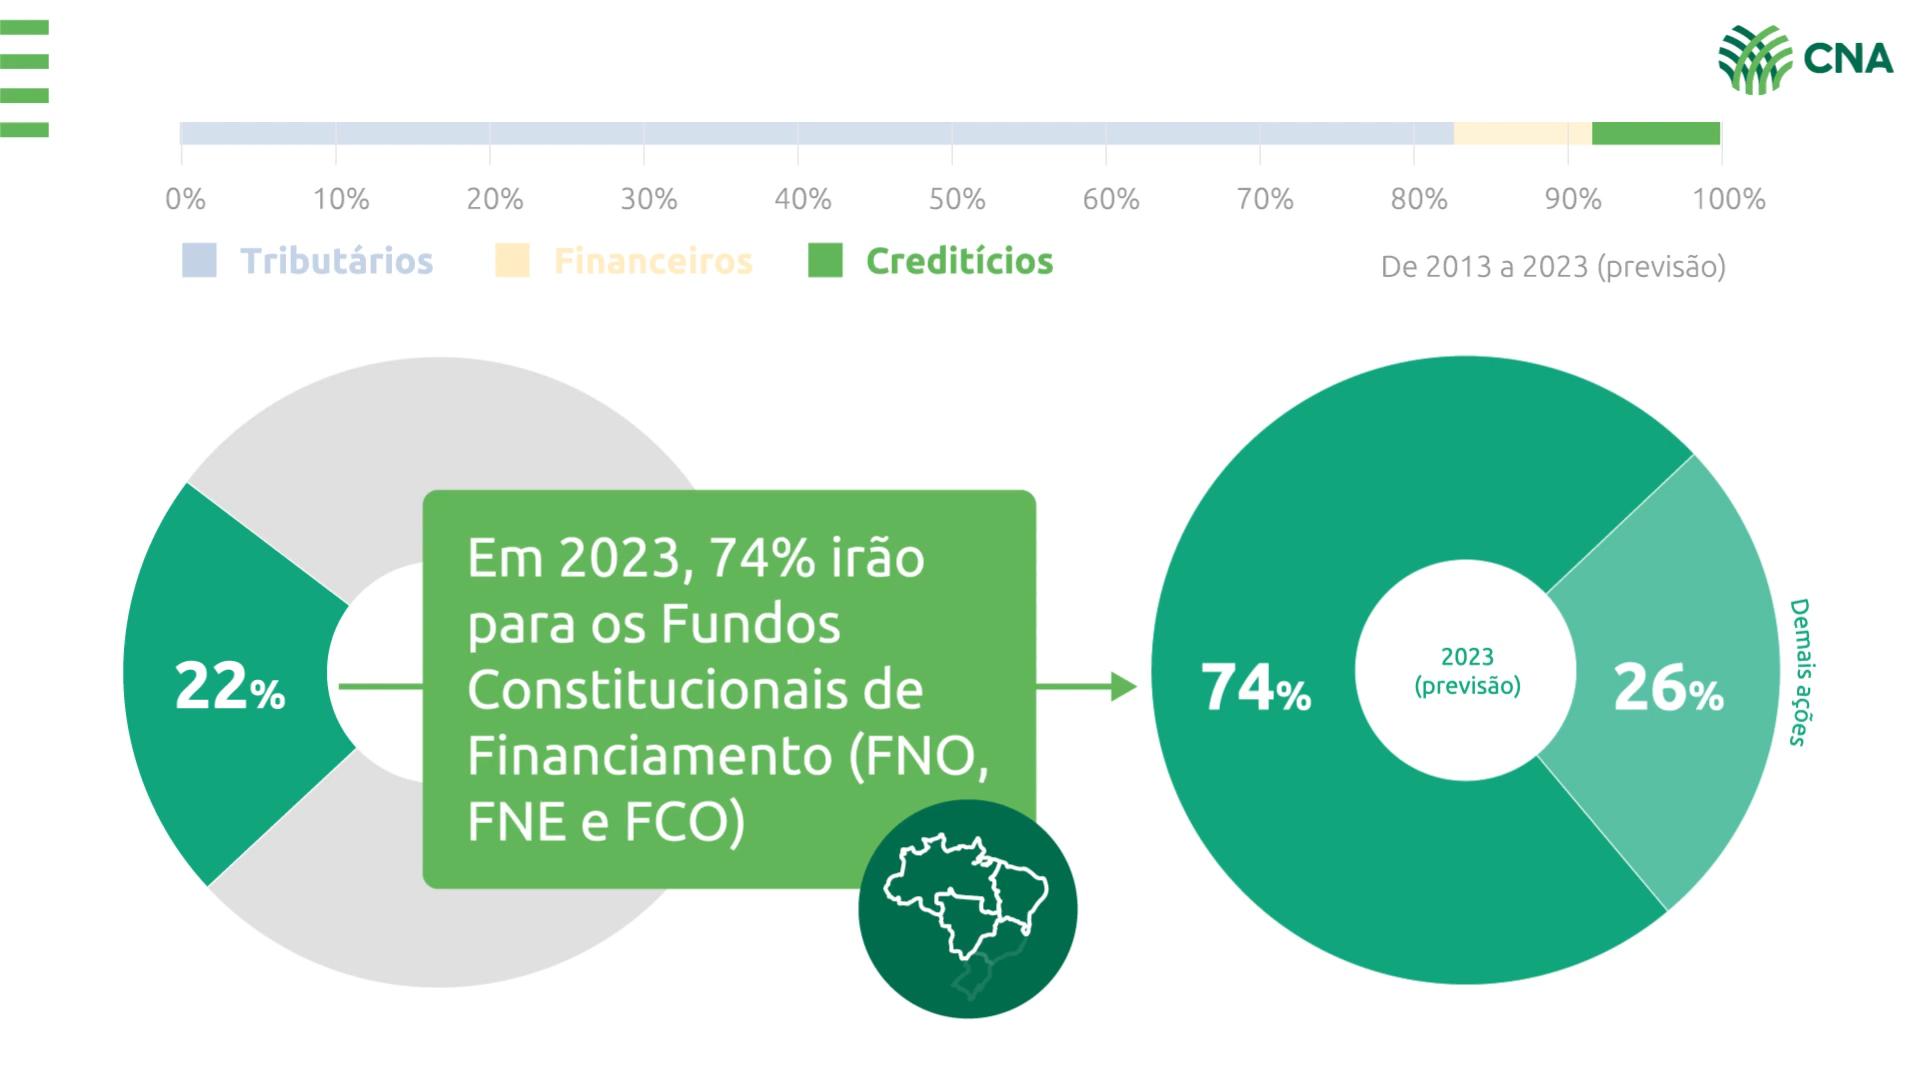 CNA
0% 10% 20% 30% 40% 50% 60% 70% 80% 90% 100%
Tributários Financeiros Creditícios
De 2013 a 2023 (previsão)
22%
Em 2023, 74% irão
para os Fundos
Constitucionais de
Financiamento (FNO,
FNE e FCO)
74%
2023
(previsão)
26%
Demais ações